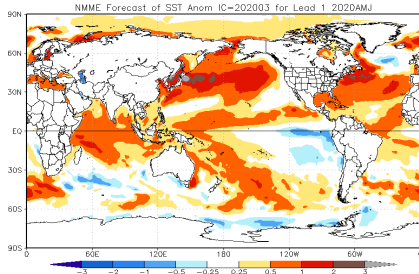 NMME Forecast of SST Anom IC-202003 for Lead 1 2020AMJ
90N
60N
30N
EQ
30S
60S
90S
0 60E 120E 180 120W 60W
-3 -2 -1 -0.5 -0.25 0.25 0.5 1 2 3